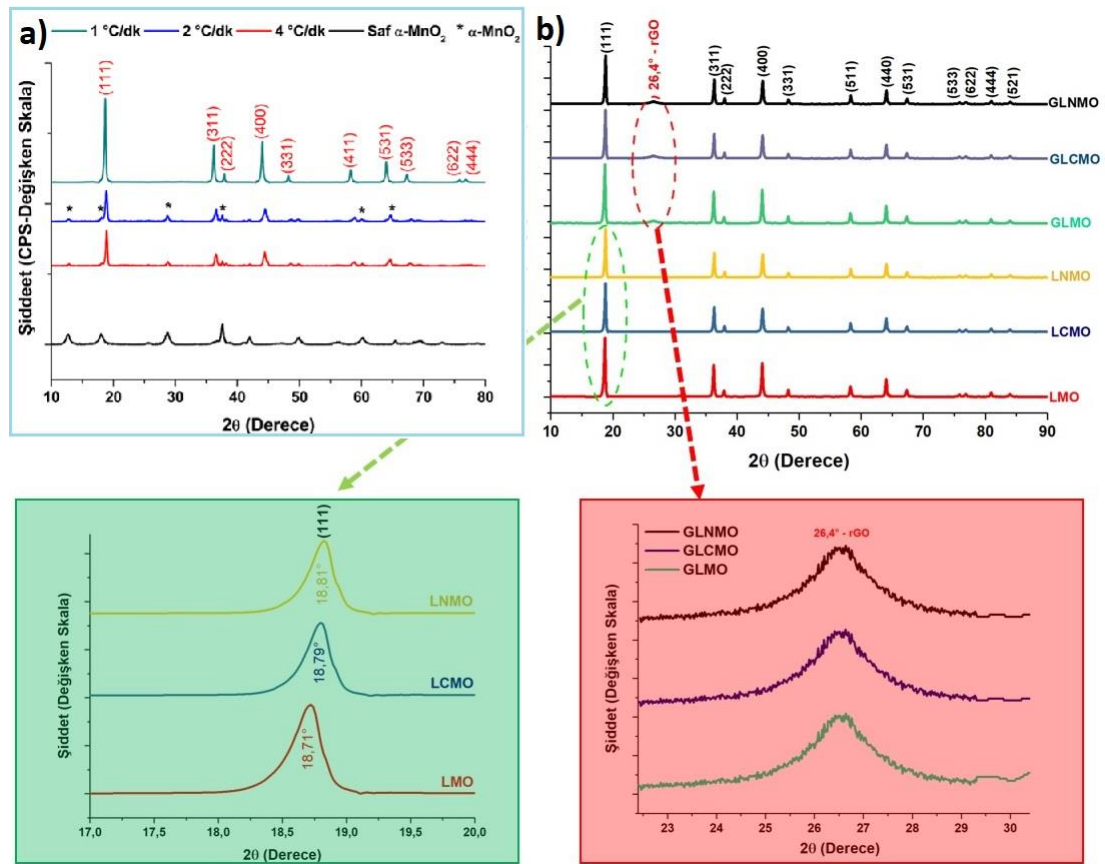 a)
1 °C/dk 2 °C/dk 4 °C/dk Saf α-MnO2 * α-MnO2
(111)
(311)
(222)
(400)
(331)
(411)
(531)
(533)
(622)
(444)
* * * * * *
Şiddeet (CPS-Değişken Skala)
10 20 30 40 50 60 70 80
2θ (Derece)
b)
(111)
26,4° - rGO
(311)
(222)
(400)
(331)
(511)
(440)
(531)
(533)
(622)
(444)
(521)
GLNMO
GLCMO
GLMO
LNMO
LCMO
LMO
10 20 30 40 50 60 70 80 90
2θ (Derece)
(111)
18,81°
LNMO
18,79°
LCMO
18,71°
LMO
Şiddet (Değişken Skala)
17,0 17,5 18,0 18,5 19,0 19,5 20,0
2θ (Derece)
GLNMO
GLCMO
GLMO
26,4° - rGO
Şiddet (Değişken Skala)
23 24 25 26 27 28 29 30
2θ (Derece)